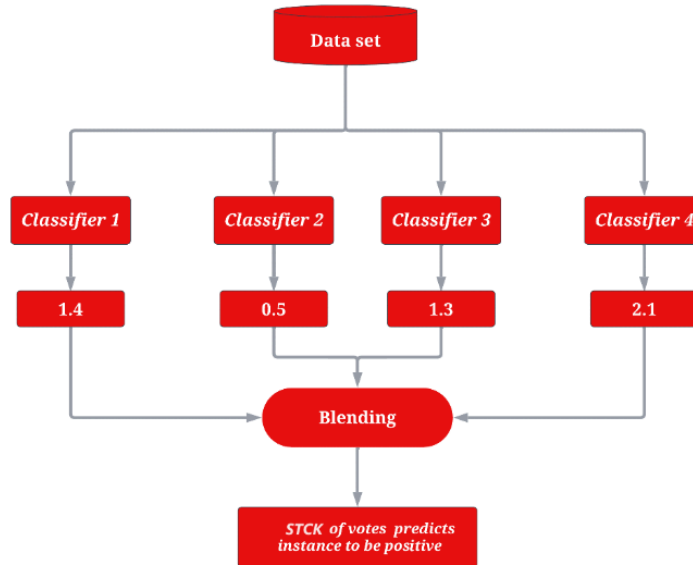 Data set
Classifier 1
Classifier 2
Classifier 3
Classifier 4
1.4
0.5
1.3
2.1
Blending
STCK of votes predicts
instance to be positive